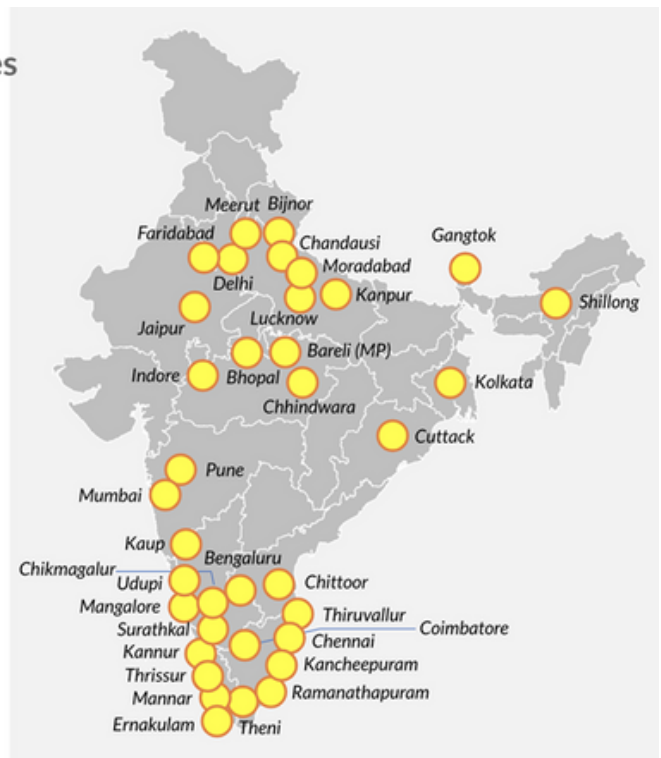 es
Meerut Bijnor
Faridabad
Gangtok
Chandausi
Moradabad
Delhi
Kanpur
Shillong
Lucknow
Jaipur
Bareli (MP)
Indore
Bhopal
Kolkata
Chhindwara
Cuttack
Pune
Mumbai
Kaup
Bengaluru
Chikmagalur
Udupi
Chittoor
Mangalore
Thiruvallur
Surathkal
Coimbatore
Chennai
Kannur
Kancheepuram
Thrissur
Mannar
Ramanathapuram
Ernakulam
Theni